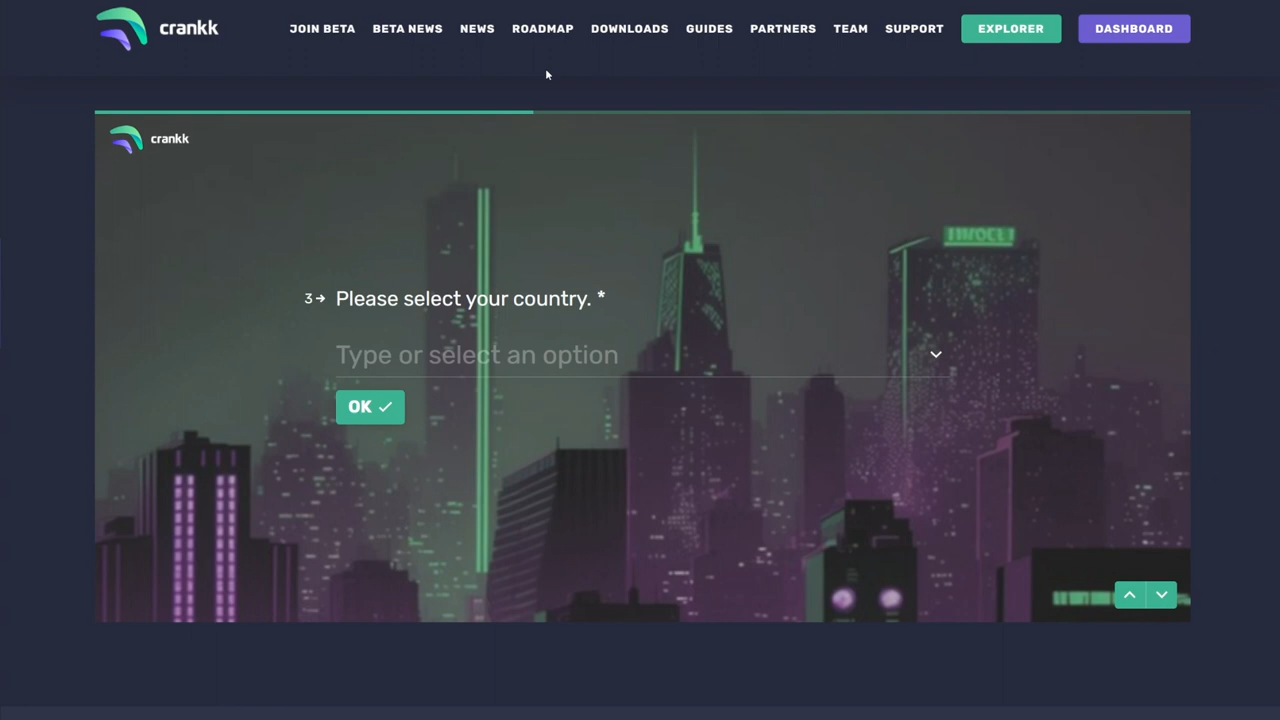 crankk
JOIN BETA
BETA NEWS
NEWS
ROADMAP
DOWNLOADS
GUIDES
PARTNERS
TEAM
SUPPORT
EXPLORER
DASHBOARD
crankk
3 → Please select your country. *
Type or select an option
OK